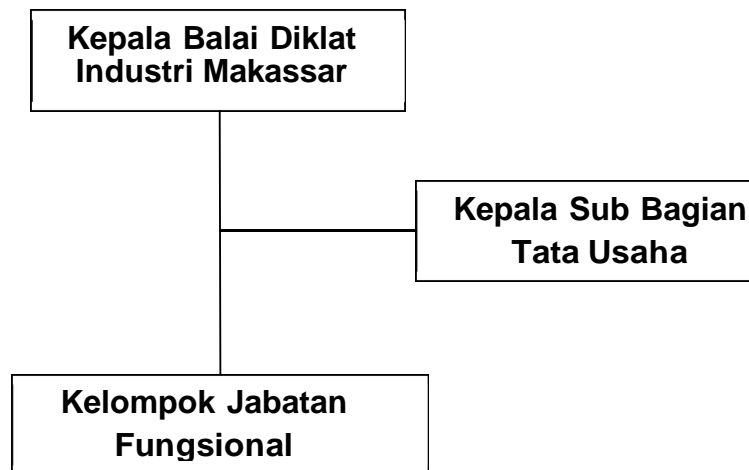 Kepala Balai Diklat
Industri Makassar
Kepala Sub Bagian
Tata Usaha
Kelompok Jabatan
Fungsional